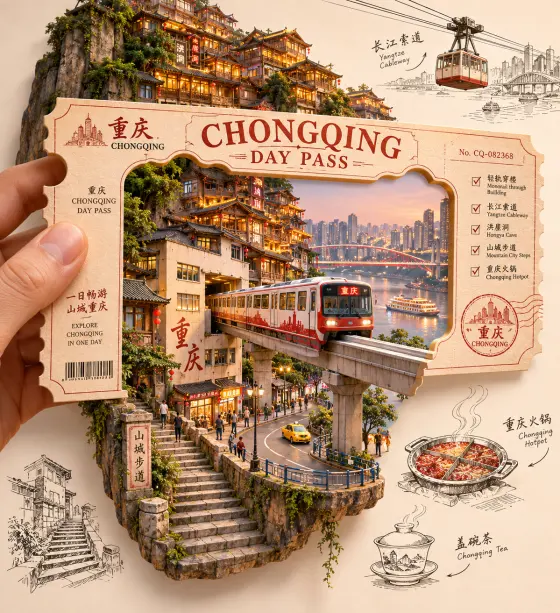 长江索道
Yangtze
Cableway
重庆
CHONGQING
CHONGQING
DAY PASS
No. CQ-082368
重庆
CHONGQING
DAY PASS
一日畅游
山城重庆
EXPLORE
CHONGQING
IN ONE DAY
轻轨穿楼
Monorail through
Building
长江索道
Yangtze Cableway
洪崖洞
Hongya Cave
山城步道
Mountain City Steps
重庆火锅
Chongqing Hotpot
重庆
CHONGQING
重庆
重庆
山城步道
重庆火锅
Chongqing
Hotpot
盖碗茶
Chongqing Tea